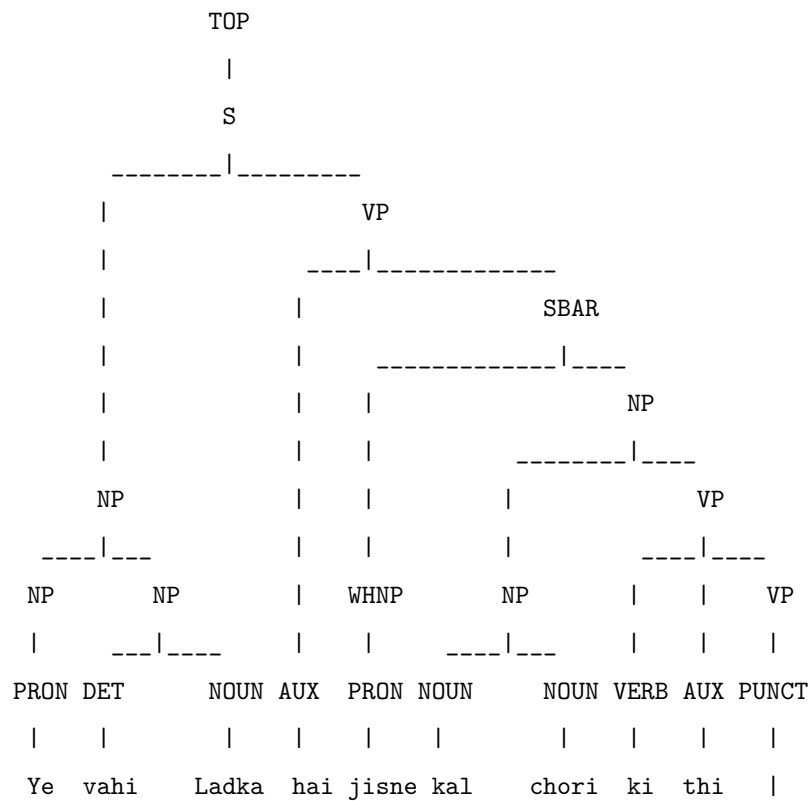 TOP
S
VP
SBAR
NP
NP VP
NP NP WHNP NP VP
PRON DET NOUN AUX PRON NOUN NOUN VERB AUX PUNCT
Ye vahi Ladka hai jisne kal chori ki thi |